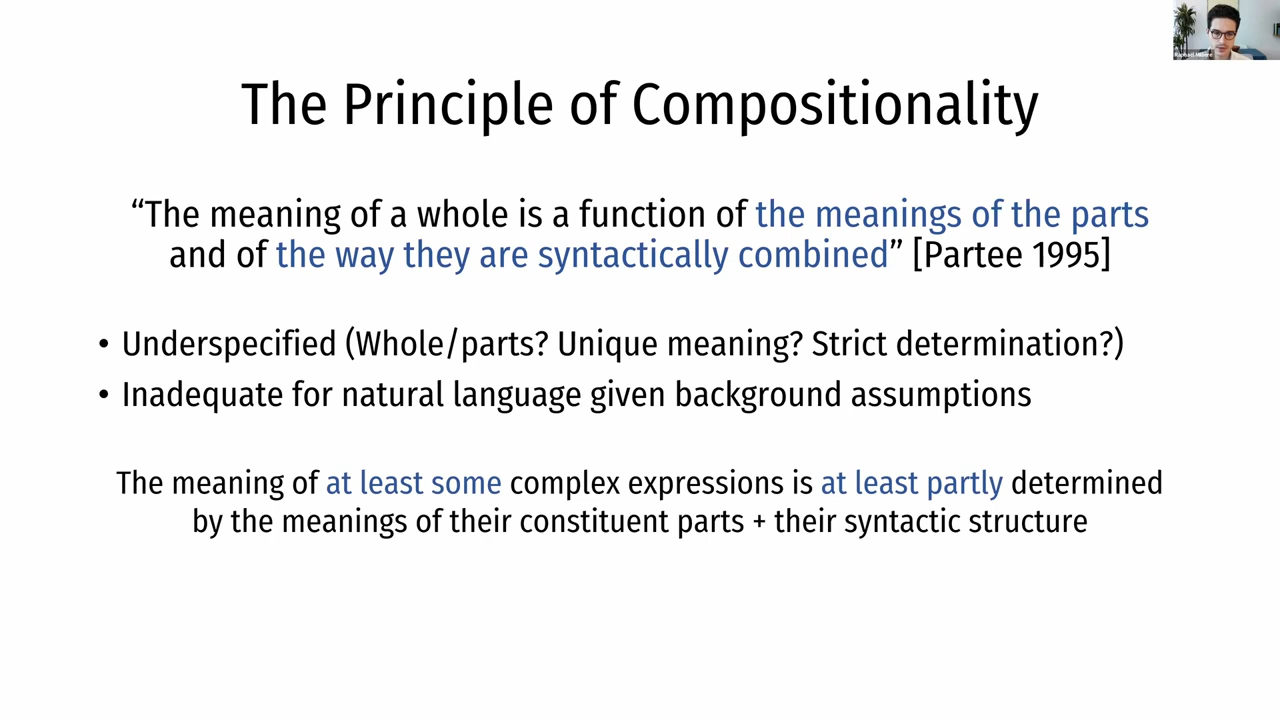 The Principle of Compositionality
“The meaning of a whole is a function of the meanings of the parts
and of the way they are syntactically combined” [Partee 1995]
• Underspecified (Whole/parts? Unique meaning? Strict determination?)
• Inadequate for natural language given background assumptions
The meaning of at least some complex expressions is at least partly determined
by the meanings of their constituent parts + their syntactic structure